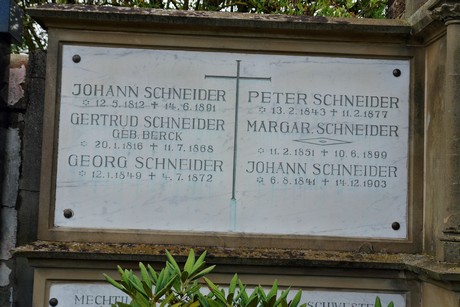 JOHANN SCHNEIDER
✡ 12.5.1812 ✝ 14.6.1891
GERTRUD SCHNEIDER
GEB. BERCK
✡ 20.1.1816 ✝ 11.7.1868
GEORG SCHNEIDER
✡ 12.1.1849 ✝ 4.7.1872
PETER SCHNEIDER
✡ 13.2.1843 ✝ 11.2.1877
MARGAR. SCHNEIDER
✡ 11.2.1851 ✝ 10.6.1899
JOHANN SCHNEIDER
✡ 6.8.1841 ✝ 14.12.1903
MECHTI